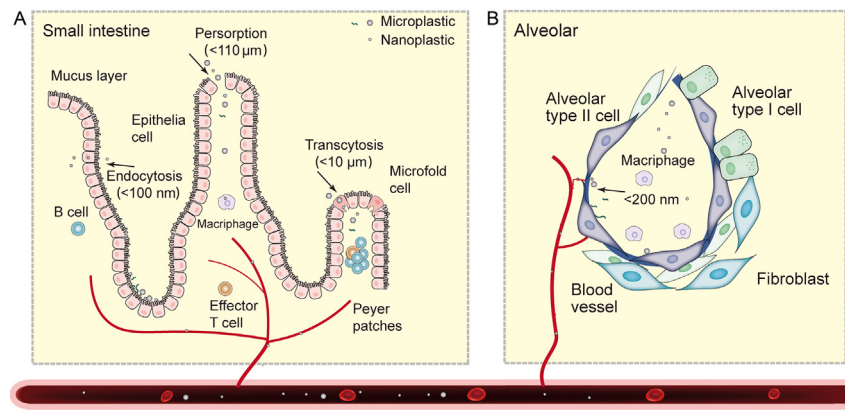 A
Small intestine
Microplastic
Nanoplastic
Persorption
(<110 μm)
Mucus layer
Epithelia
cell
Endocytosis
(<100 nm)
B cell
Transcytosis
(<10 μm)
Microfold
cell
Macriphage
Effector
T cell
Peyer
patches
B
Alveolar
Alveolar
type II cell
Alveolar
type I cell
Macriphage
<200 nm
Blood
vessel
Fibroblast